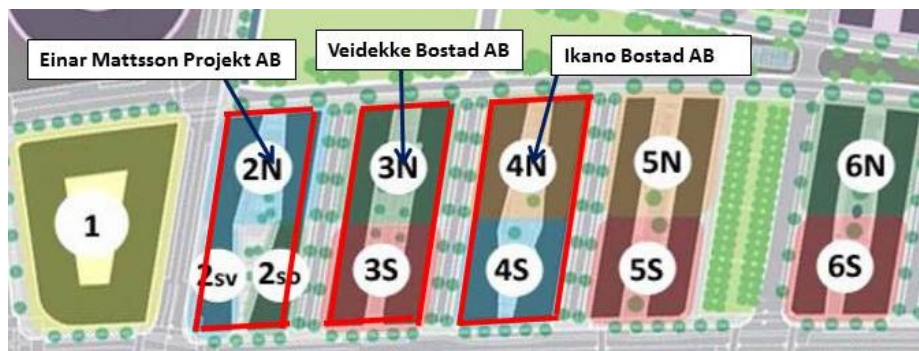 Einar Mattsson Projekt AB
Veidekke Bostad AB
Ikano Bostad AB
2N
3N
4N
5N
6N
1
2sv
2sö
3S
4S
5S
6S